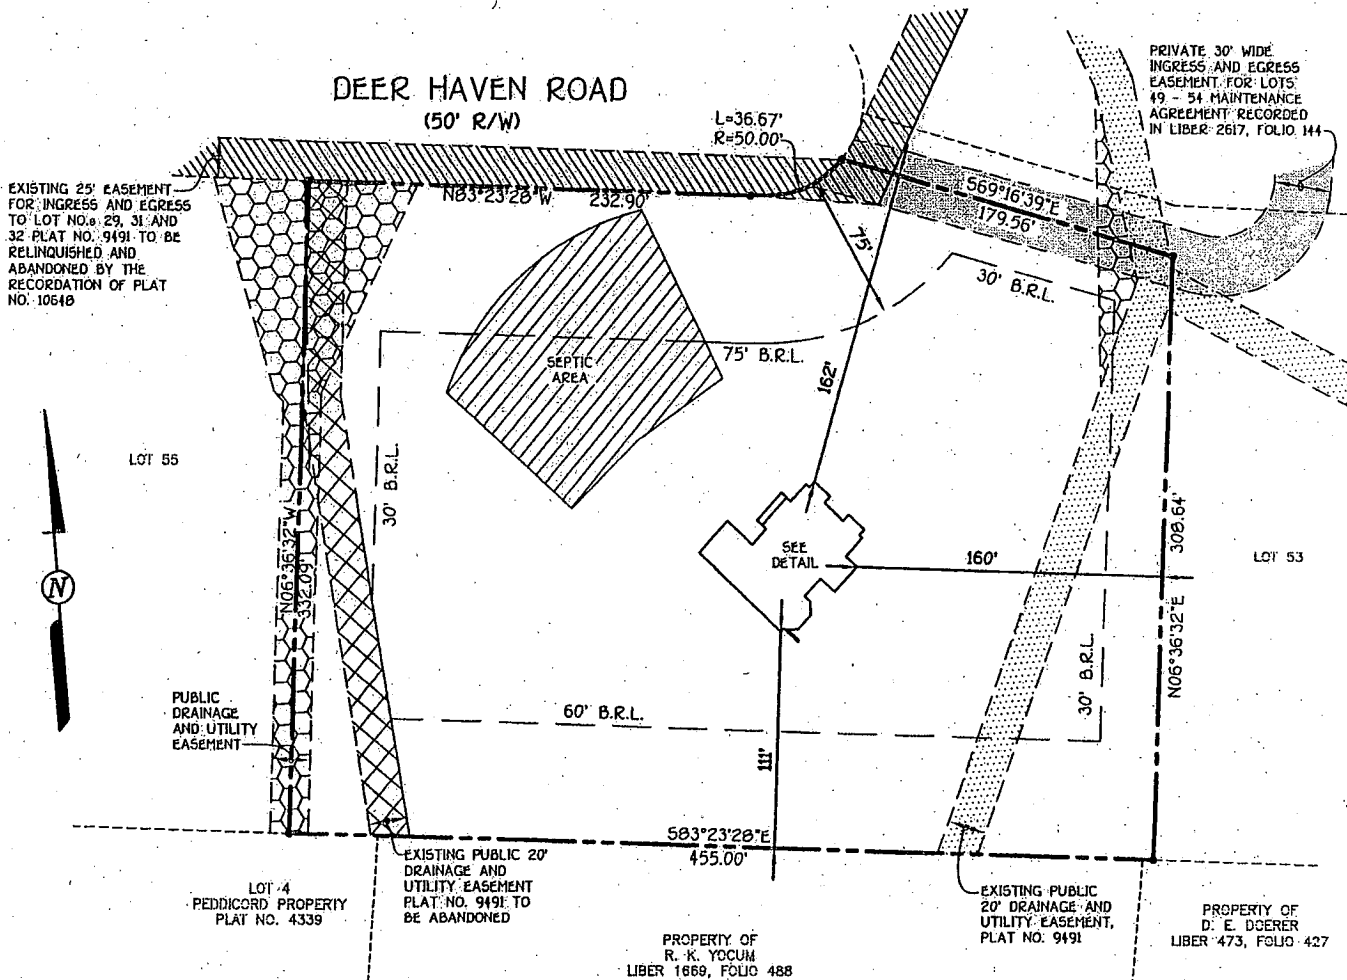 DEER HAVEN ROAD
(50' R/W)
L=36.67'
R=50.00'
PRIVATE 30' WIDE
INGRESS AND EGRESS
EASEMENT FOR LOTS
49 - 54 MAINTENANCE
AGREEMENT RECORDED
IN LIBER 2617, FOLIO 144
EXISTING 25' EASEMENT
FOR INGRESS AND EGRESS
TO LOT NO.s 29, 31 AND
32 PLAT NO. 9491 TO BE
RELINQUISHED AND
ABANDONED BY THE
RECORDATION OF PLAT
NO. 10648
N83°23'28"W 232.90'
S69°16'39"E
179.56'
75'
30' B.R.L.
75' B.R.L.
SEPTIC
AREA
162'
LOT 55
30' B.R.L.
N
N06°36'32"W
332.09'
SEE
DETAIL
160'
308.64'
N06°36'32"E
LOT 53
30' B.R.L.
PUBLIC
DRAINAGE
AND UTILITY
EASEMENT
60' B.R.L.
111'
S83°23'28"E
455.00'
EXISTING PUBLIC 20'
DRAINAGE AND
UTILITY EASEMENT
PLAT NO. 9491 TO
BE ABANDONED
LOT 4
PEDDICORD PROPERTY
PLAT NO. 4339
EXISTING PUBLIC
20' DRAINAGE AND
UTILITY EASEMENT,
PLAT NO. 9491
PROPERTY OF
D. E. DOERER
LIBER 473, FOLIO 427
PROPERTY OF
R. K. YOCUM
LIBER 1669, FOLIO 488